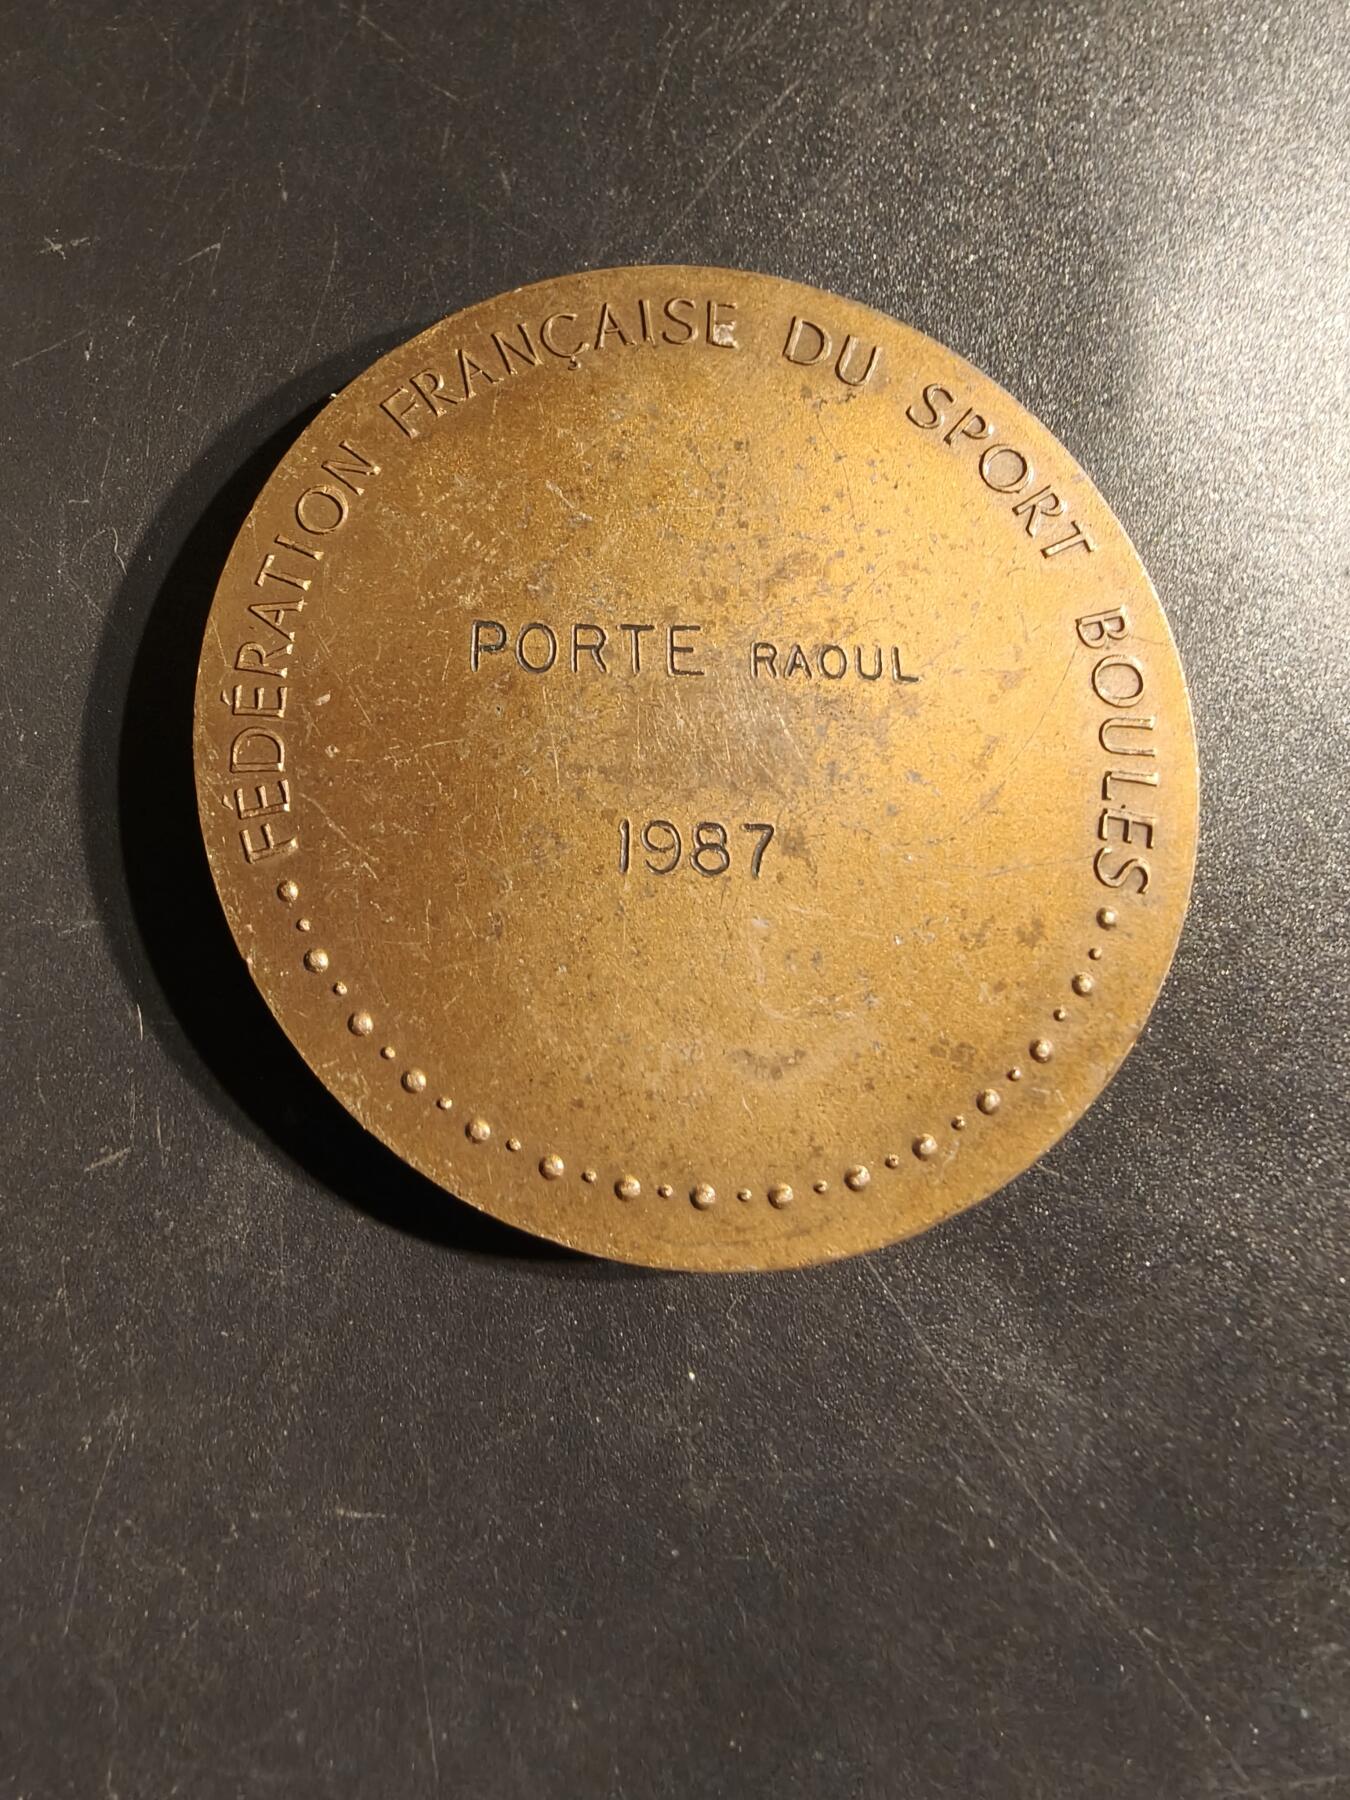 FÉDÉRATION FRANÇAISE DU SPORT BOULES
PORTE RAOUL
1987